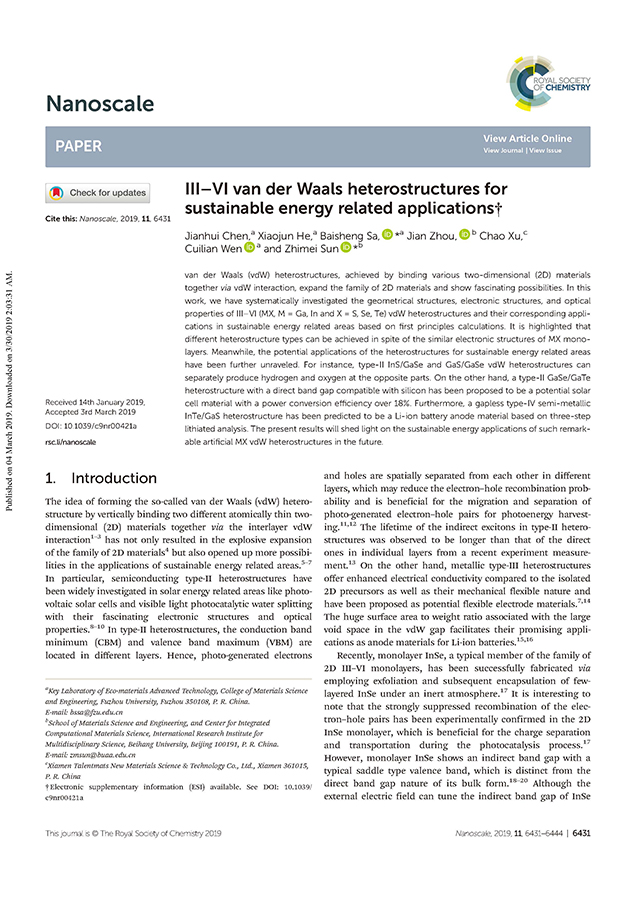 ROYAL SOCIETY
OF CHEMISTRY
Nanoscale
PAPER
View Article Online
View Journal | View Issue
Check for updates
Cite this: Nanoscale, 2019, 11, 6431
III–VI van der Waals heterostructures for
sustainable energy related applications†
Jianhui Chen,ᵃ Xiaojun He,ᵃ Baisheng Sa, iD *ᵃ Jian Zhou, iD ᵇ Chao Xu,ᶜ
Cuilian Wen iD ᵃ and Zhimei Sun iD *ᵇ
van der Waals (vdW) heterostructures, achieved by binding various two-dimensional (2D) materials
together via vdW interaction, expand the family of 2D materials and show fascinating possibilities. In this
work, we have systematically investigated the geometrical structures, electronic structures, and optical
properties of III–VI (MX, M = Ga, In and X = S, Se, Te) vdW heterostructures and their corresponding appli-
cations in sustainable energy related areas based on first principles calculations. It is highlighted that
different heterostructure types can be achieved in spite of the similar electronic structures of MX mono-
layers. Meanwhile, the potential applications of the heterostructures for sustainable energy related areas
have been further unraveled. For instance, type-II InS/GaSe and GaS/GaSe vdW heterostructures can
separately produce hydrogen and oxygen at the opposite parts. On the other hand, a type-II GaSe/GaTe
heterostructure with a direct band gap compatible with silicon has been proposed to be a potential solar
cell material with a power conversion efficiency over 18%. Furthermore, a gapless type-IV semi-metallic
InTe/GaS heterostructure has been predicted to be a Li-ion battery anode material based on three-step
lithiated analysis. The present results will shed light on the sustainable energy applications of such remark-
able artificial MX vdW heterostructures in the future.
Received 14th January 2019,
Accepted 3rd March 2019
DOI: 10.1039/c9nr00421a
rsc.li/nanoscale
Published on 04 March 2019. Downloaded on 3/30/2019 2:03:31 AM.
1. Introduction
The idea of forming the so-called van der Waals (vdW) hetero-
structure by vertically binding two different atomically thin two-
dimensional (2D) materials together via the interlayer vdW
interaction¹⁻³ has not only resulted in the explosive expansion
of the family of 2D materials⁴ but also opened up more possibi-
lities in the applications of sustainable energy related areas.⁵⁻⁷
In particular, semiconducting type-II heterostructures have
been widely investigated in solar energy related areas like photo-
voltaic solar cells and visible light photocatalytic water splitting
with their fascinating electronic structures and optical
properties.⁸⁻¹⁰ In type-II heterostructures, the conduction band
minimum (CBM) and valence band maximum (VBM) are
located in different layers. Hence, photo-generated electrons
ᵃKey Laboratory of Eco-materials Advanced Technology, College of Materials Science
and Engineering, Fuzhou University, Fuzhou 350108, P. R. China.
E-mail: bssa@fzu.edu.cn
ᵇSchool of Materials Science and Engineering, and Center for Integrated
Computational Materials Science, International Research Institute for
Multidisciplinary Science, Beihang University, Beijing 100191, P. R. China.
E-mail: zmsun@buaa.edu.cn
ᶜXiamen Talentmats New Materials Science & Technology Co., Ltd., Xiamen 361015,
P. R. China
†Electronic supplementary information (ESI) available. See DOI: 10.1039/
c9nr00421a
and holes are spatially separated from each other in different
layers, which may reduce the electron–hole recombination prob-
ability and is beneficial for the migration and separation of
photo-generated electron–hole pairs for photoenergy harvest-
ing.¹¹,¹² The lifetime of the indirect excitons in type-II hetero-
structures was observed to be longer than that of the direct
ones in individual layers from a recent experiment measure-
ment.¹³ On the other hand, metallic type-III heterostructures
offer enhanced electrical conductivity compared to the isolated
2D precursors as well as their mechanical flexible nature and
have been proposed as potential flexible electrode materials.⁷,¹⁴
The huge surface area to weight ratio associated with the large
void space in the vdW gap facilitates their promising appli-
cations as anode materials for Li-ion batteries.¹⁵,¹⁶
Recently, monolayer InSe, a typical member of the family of
2D III–VI monolayers, has been successfully fabricated via
employing exfoliation and subsequent encapsulation of few-
layered InSe under an inert atmosphere.¹⁷ It is interesting to
note that the strongly suppressed recombination of the elec-
tron–hole pairs has been experimentally confirmed in the 2D
InSe monolayer, which is beneficial for the charge separation
and transportation during the photocatalysis process.¹⁷
However, monolayer InSe shows an indirect band gap with a
typical saddle type valence band, which is distinct from the
direct band gap nature of its bulk form.¹⁸⁻²⁰ Although the
external electric field can tune the indirect band gap of InSe
This journal is © The Royal Society of Chemistry 2019
Nanoscale, 2019, 11, 6431–6444 | 6431